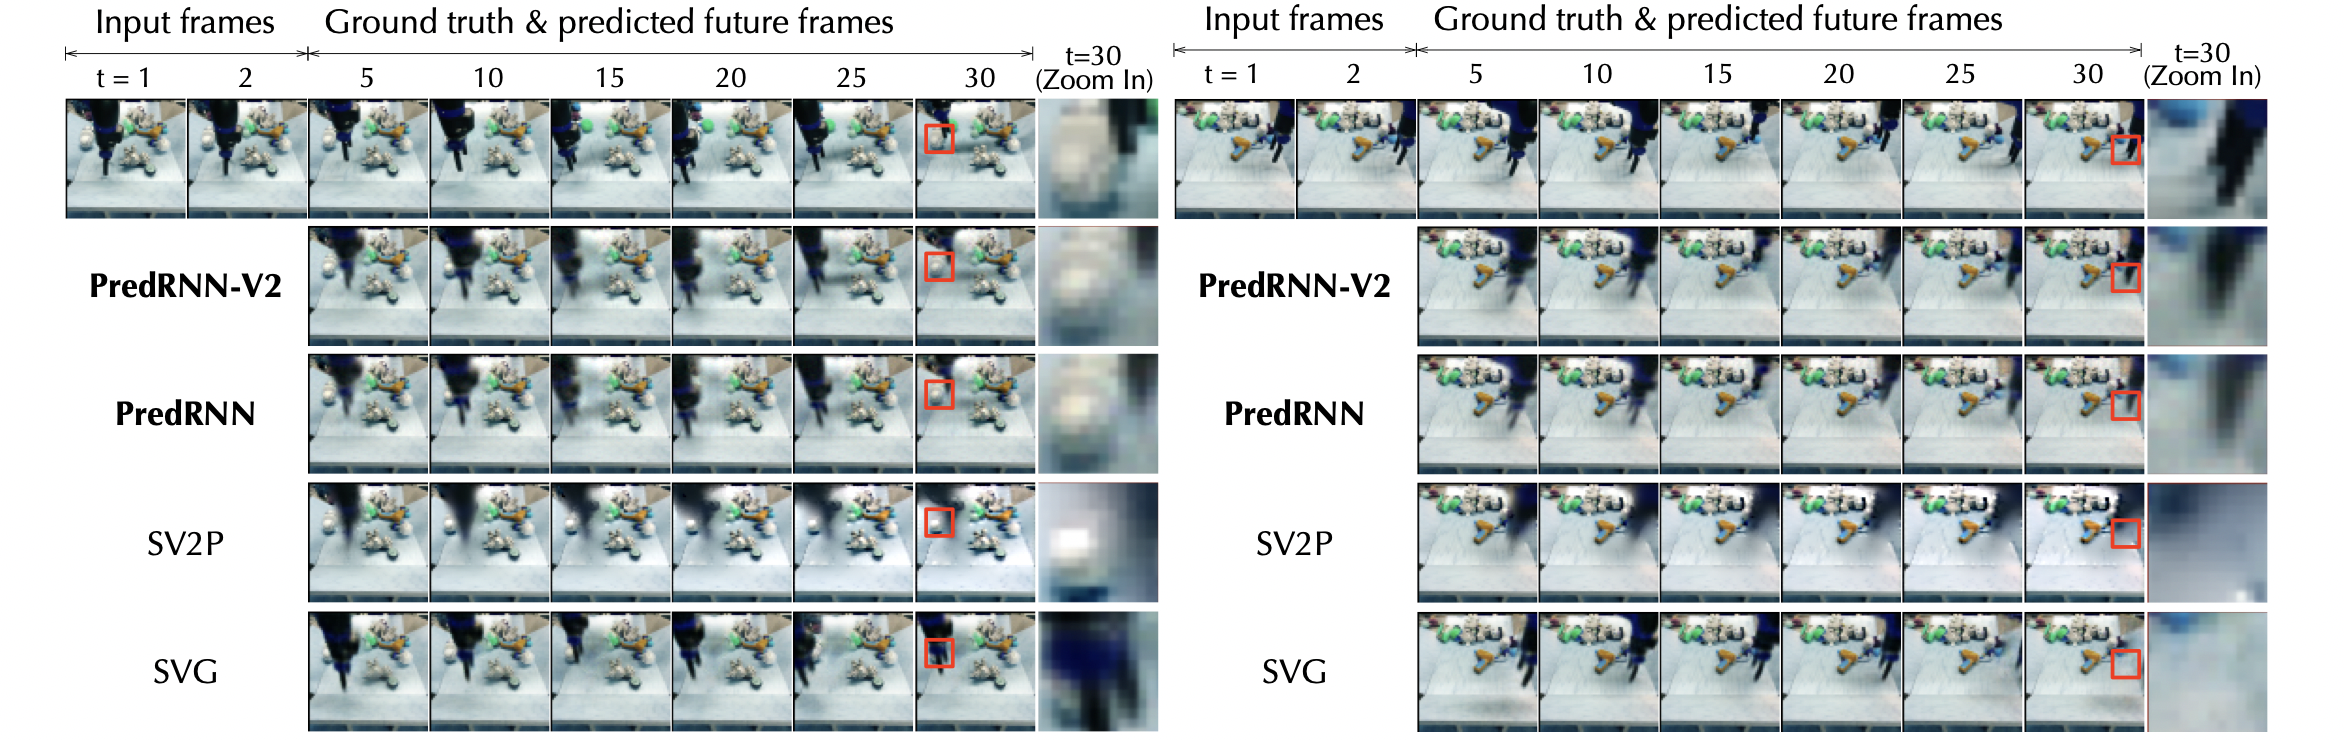 Input frames Ground truth & predicted future frames
t=30
(Zoom In)
t = 1 2 5 10 15 20 25 30
PredRNN-V2
PredRNN
SV2P
SVG
Input frames Ground truth & predicted future frames
t=30
(Zoom In)
t = 1 2 5 10 15 20 25 30
PredRNN-V2
PredRNN
SV2P
SVG